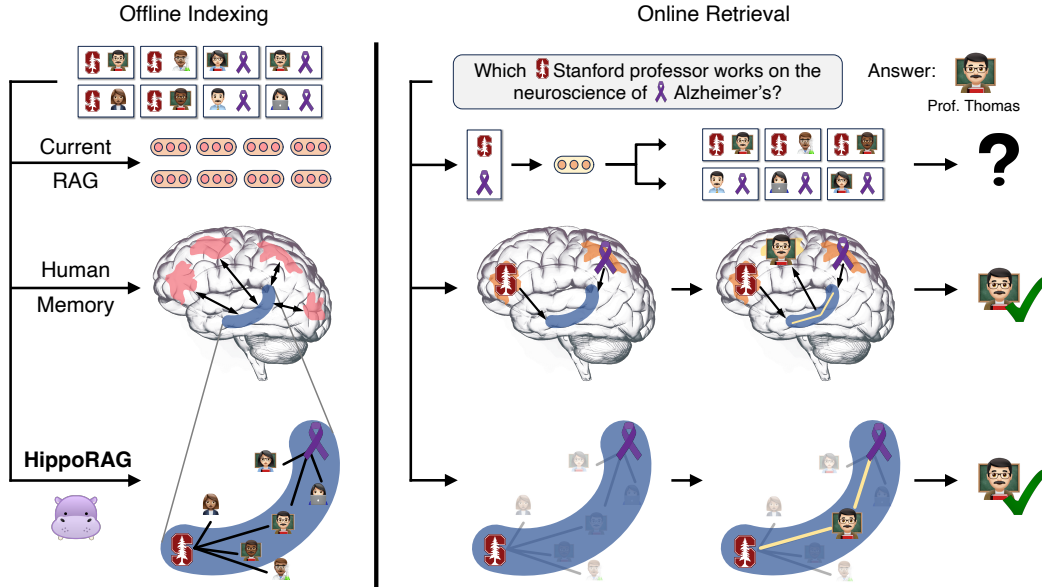 Offline Indexing
Online Retrieval
Which S Stanford professor works on the
neuroscience of Alzheimer's?
Answer:
Prof. Thomas
Current
RAG
?
Human
Memory
HippoRAG